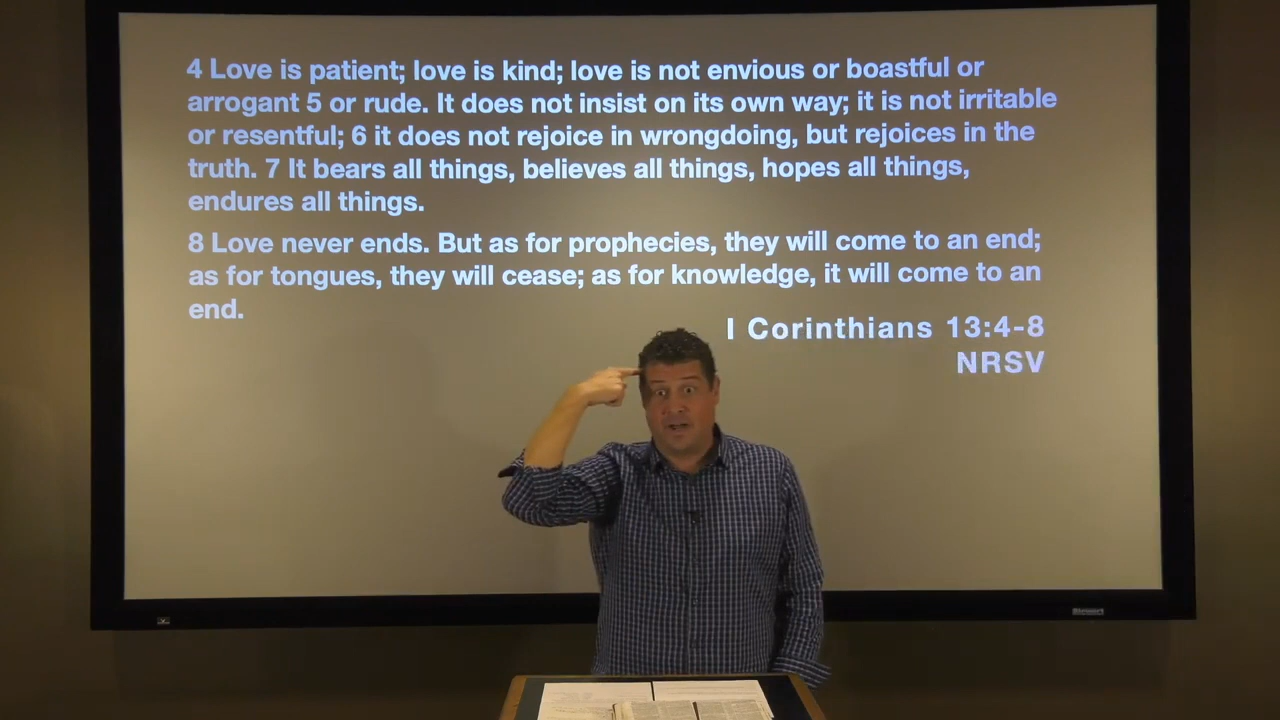 4 Love is patient; love is kind; love is not envious or boastful or
arrogant 5 or rude. It does not insist on its own way; it is not irritable
or resentful; 6 it does not rejoice in wrongdoing, but rejoices in the
truth. 7 It bears all things, believes all things, hopes all things,
endures all things.
8 Love never ends. But as for prophecies, they will come to an end;
as for tongues, they will cease; as for knowledge, it will come to an
end.
I Corinthians 13:4-8
NRSV
Stewart